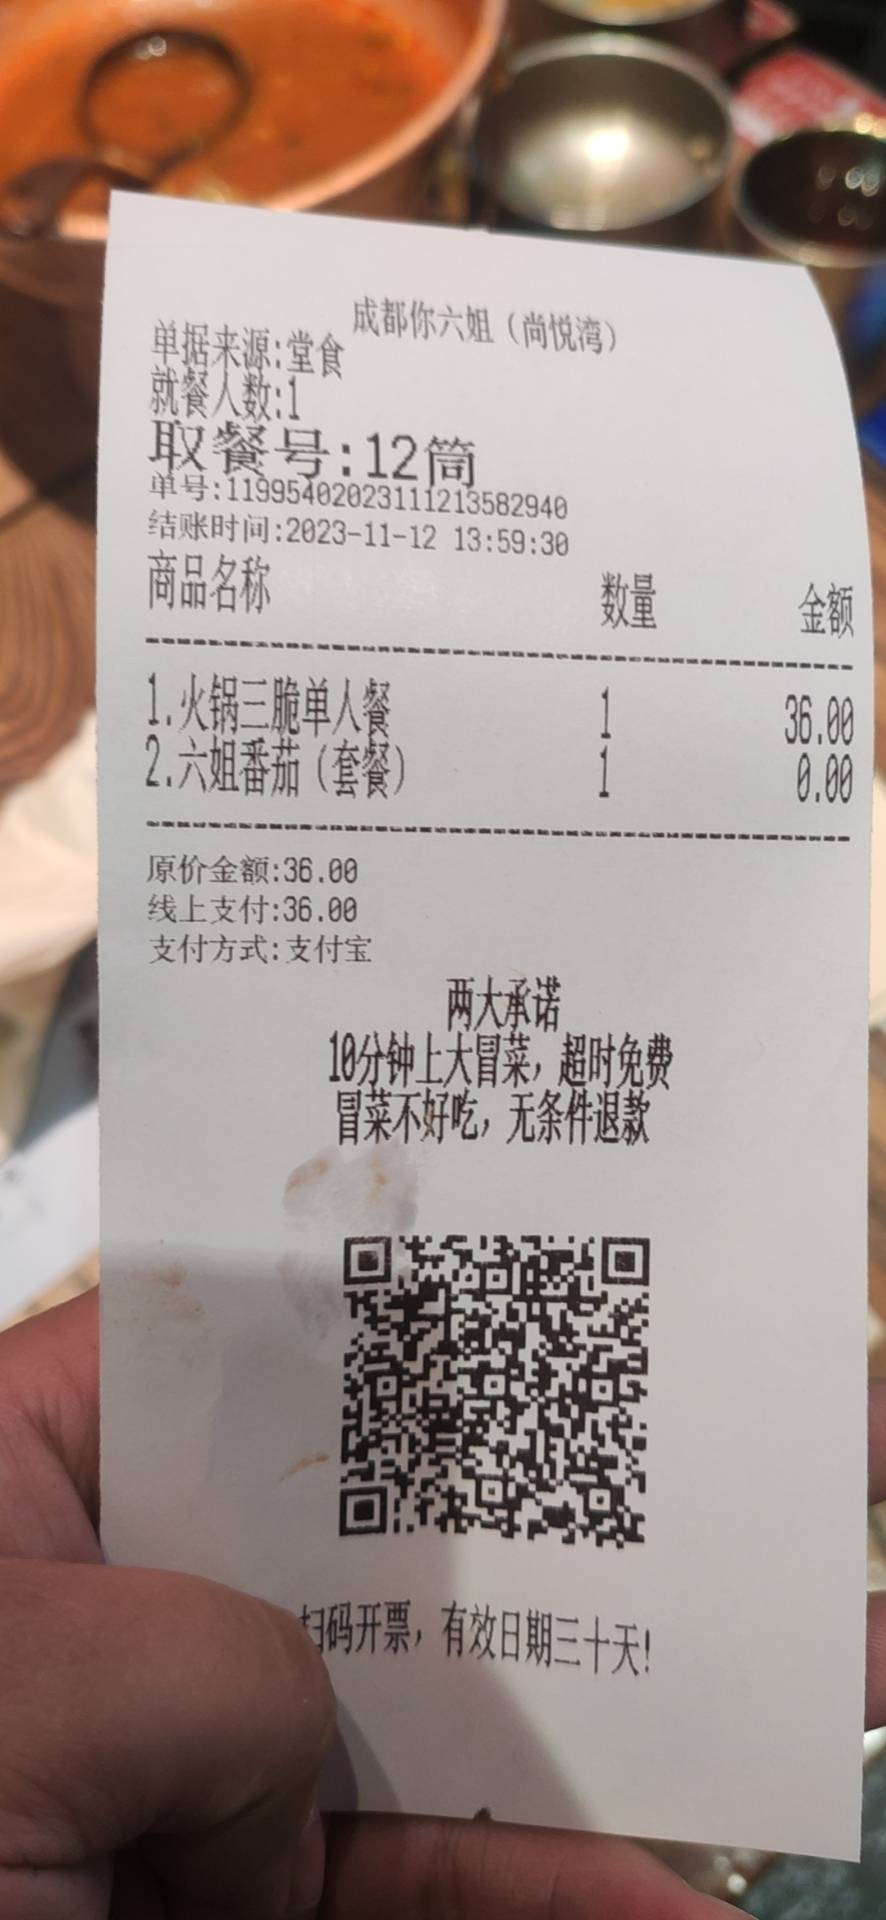 成都你六姐（尚悦湾）
单据来源:堂食
就餐人数:1
取餐号:12筒
单号:11995402023111213582940
结账时间:2023-11-12 13:59:30
商品名称 数量 金额
1.火锅三脆单人餐 1 36.00
2.六姐番茄（套餐） 1 0.00
原价金额:36.00
线上支付:36.00
支付方式:支付宝
两大承诺
10分钟上大冒菜，超时免费
冒菜不好吃，无条件退款
扫码开票，有效日期三十天!